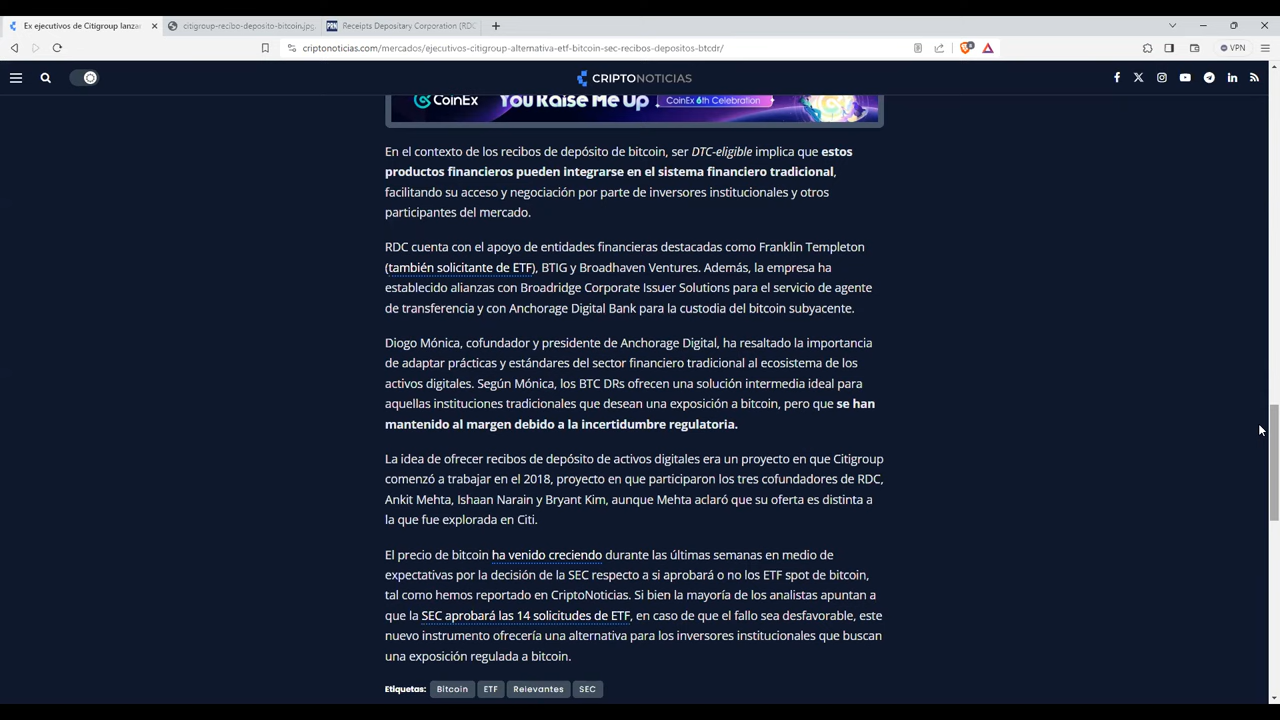 Ex ejecutivos de Citigroup lanza
citigroup-recibo-deposito-bitcoin.jpg
Receipts Depositary Corporation (RDC
criptonoticias.com/mercados/ejecutivos-citigroup-alternativa-etf-bitcoin-sec-recibos-depositos-btcdr/
VPN
CRIPTONOTICIAS
CoinEx
YOU RAISE ME UP
CoinEx 6th Celebration
En el contexto de los recibos de depósito de bitcoin, ser DTC-eligible implica que estos
productos financieros pueden integrarse en el sistema financiero tradicional,
facilitando su acceso y negociación por parte de inversores institucionales y otros
participantes del mercado.
RDC cuenta con el apoyo de entidades financieras destacadas como Franklin Templeton
(también solicitante de ETF), BTIG y Broadhaven Ventures. Además, la empresa ha
establecido alianzas con Broadridge Corporate Issuer Solutions para el servicio de agente
de transferencia y con Anchorage Digital Bank para la custodia del bitcoin subyacente.
Diogo Mónica, cofundador y presidente de Anchorage Digital, ha resaltado la importancia
de adaptar prácticas y estándares del sector financiero tradicional al ecosistema de los
activos digitales. Según Mónica, los BTC DRs ofrecen una solución intermedia ideal para
aquellas instituciones tradicionales que desean una exposición a bitcoin, pero que se han
mantenido al margen debido a la incertidumbre regulatoria.
La idea de ofrecer recibos de depósito de activos digitales era un proyecto en que Citigroup
comenzó a trabajar en el 2018, proyecto en que participaron los tres cofundadores de RDC,
Ankit Mehta, Ishaan Narain y Bryant Kim, aunque Mehta aclaró que su oferta es distinta a
la que fue explorada en Citi.
El precio de bitcoin ha venido creciendo durante las últimas semanas en medio de
expectativas por la decisión de la SEC respecto a si aprobará o no los ETF spot de bitcoin,
tal como hemos reportado en CriptoNoticias. Si bien la mayoría de los analistas apuntan a
que la SEC aprobará las 14 solicitudes de ETF, en caso de que el fallo sea desfavorable, este
nuevo instrumento ofrecería una alternativa para los inversores institucionales que buscan
una exposición regulada a bitcoin.
Etiquetas: Bitcoin ETF Relevantes SEC